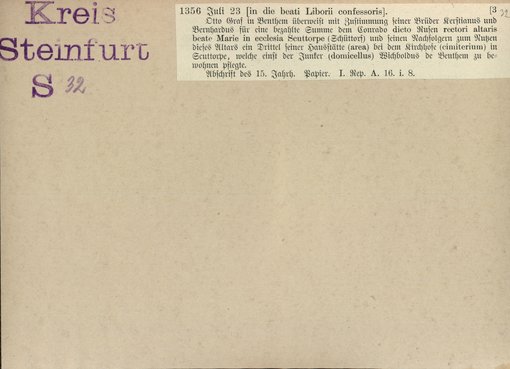 Kreis
Steinfurt
S 32
1356 Juli 23 [in die beati Liborii confessoris]. [3
Otto Graf in Benthem überweist mit Zustimmung seiner Brüder Kerstianus und
Bernhardus für eine bezahlte Summe dem Conrado dicto Rusen rectori altaris
beate Marie in ecclesia Scuttorpe (Schüttorf) und seinen Nachfolgern zum Nutzen
dieses Altars ein Drittel seiner Hausstätte (area) bei dem Kirchhofe (cimiterium) in
Scuttorpe, welche einst der Junker (domicellus) Wichboldus de Benthem zu be-
wohnen pflegte.
Abschrift des 15. Jahrh. Papier. I. Rep. A. 16. i. 8.